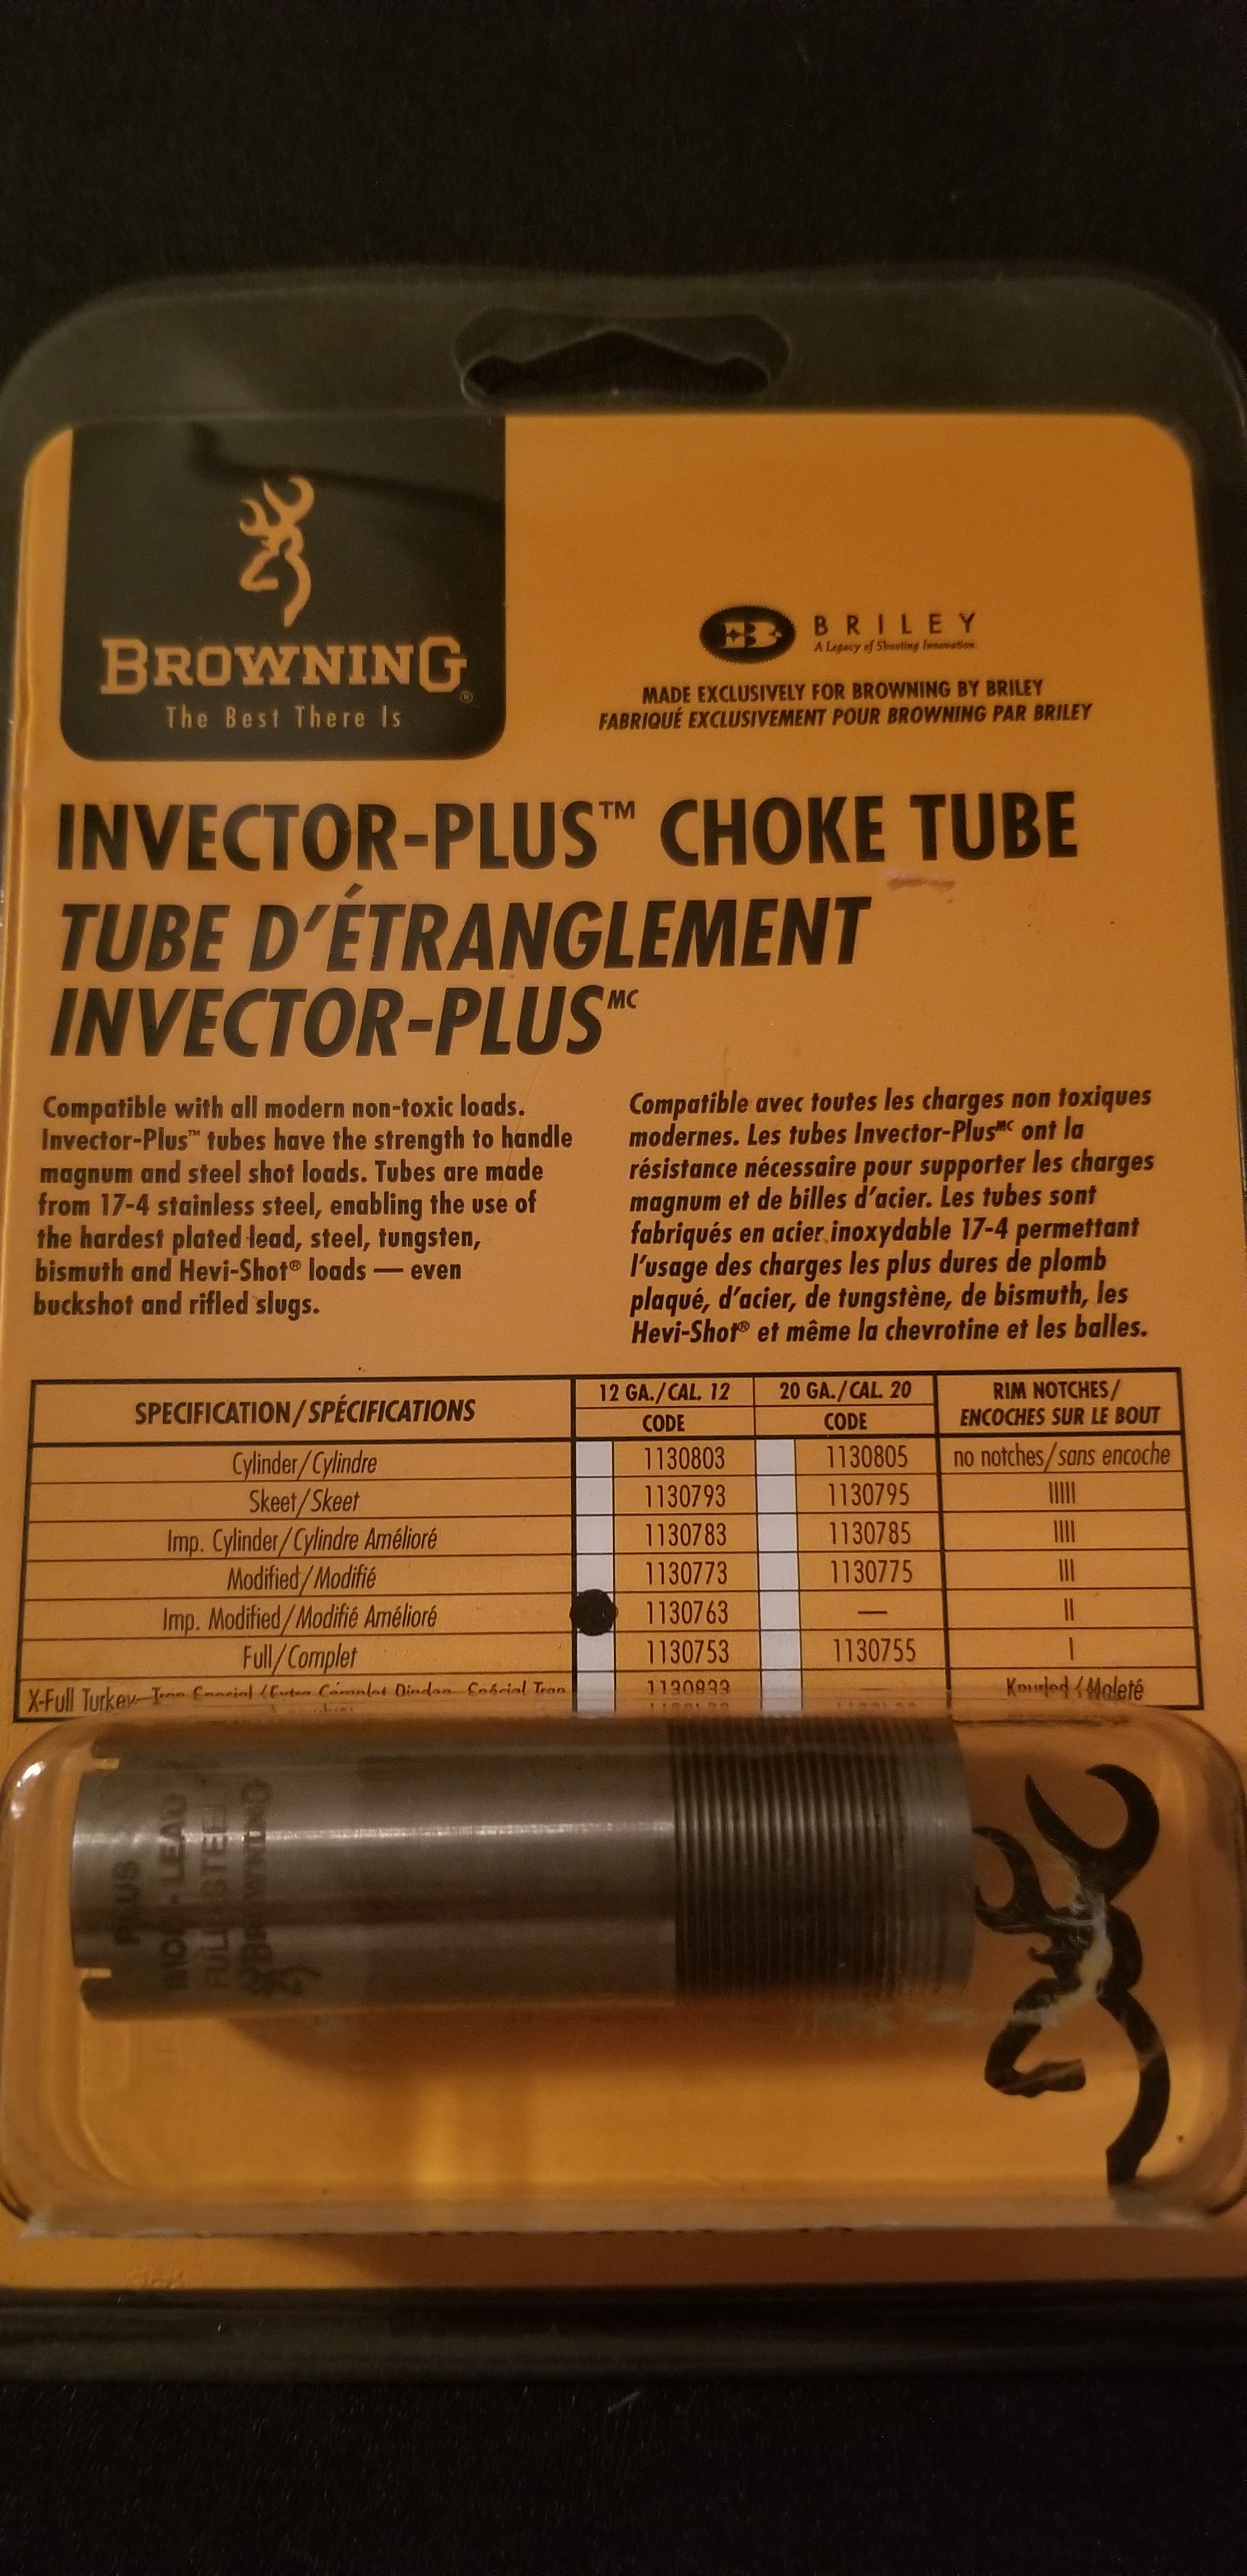 BROWNING®
The Best There Is
BRILEY
A Legacy of Shooting Innovation.
MADE EXCLUSIVELY FOR BROWNING BY BRILEY
FABRIQUÉ EXCLUSIVEMENT POUR BROWNING PAR BRILEY
INVECTOR-PLUS™ CHOKE TUBE
TUBE D'ÉTRANGLEMENT
INVECTOR-PLUS MC
Compatible with all modern non-toxic loads.
Invector-Plus™ tubes have the strength to handle
magnum and steel shot loads. Tubes are made
from 17-4 stainless steel, enabling the use of
the hardest plated lead, steel, tungsten,
bismuth and Hevi-Shot® loads — even
buckshot and rifled slugs.
Compatible avec toutes les charges non toxiques
modernes. Les tubes Invector-Plus MC ont la
résistance nécessaire pour supporter les charges
magnum et de billes d'acier. Les tubes sont
fabriqués en acier inoxydable 17-4 permettant
l'usage des charges les plus dures de plomb
plaqué, d'acier, de tungstène, de bismuth, les
Hevi-Shot® et même la chevrotine et les balles.
SPECIFICATION/SPÉCIFICATIONS 12 GA./CAL. 12 20 GA./CAL. 20 RIM NOTCHES/
CODE CODE ENCOCHES SUR LE BOUT
Cylinder/Cylindre 1130803 1130805 no notches/sans encoche
Skeet/Skeet 1130793 1130795 IIIII
Imp. Cylinder/Cylindre Amélioré 1130783 1130785 IIII
Modified/Modifié 1130773 1130775 III
Imp. Modified/Modifié Amélioré 1130763 — II
Full/Complet 1130753 1130755 I
X-Full Turkey Knurled/Moleté
PLUS
MOD - LEAD
FULL-STEEL
BROWNING